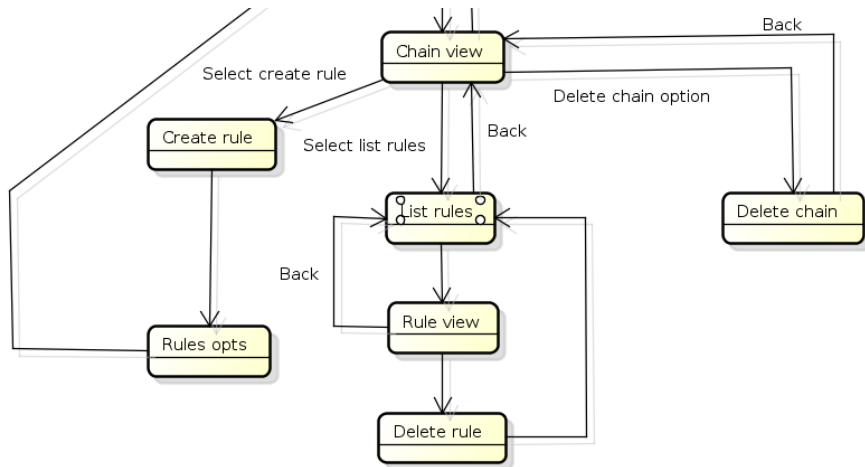 Back
Chain view
Select create rule
Delete chain option
Create rule
Back
Select list rules
List rules
Delete chain
Back
Rule view
Rules opts
Delete rule